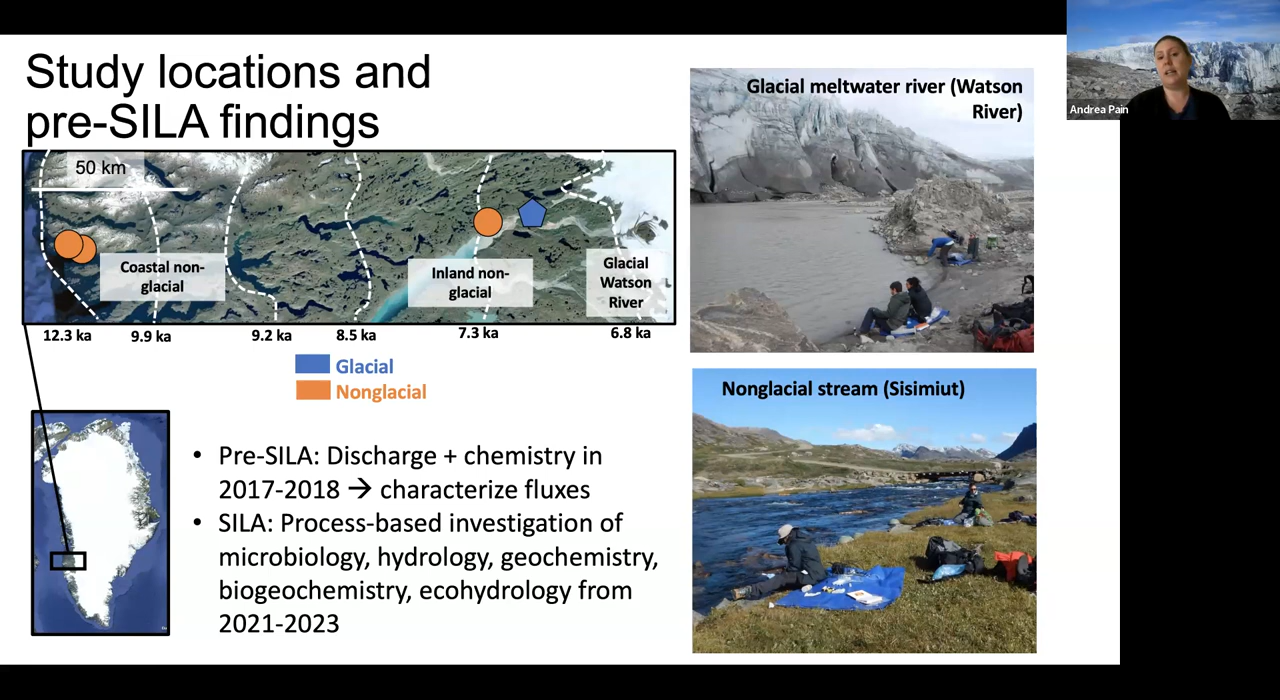 Study locations and
pre-SILA findings
50 km
Coastal non-
glacial
Inland non-
glacial
Glacial
Watson
River
12.3 ka
9.9 ka
9.2 ka
8.5 ka
7.3 ka
6.8 ka
Glacial
Nonglacial
• Pre-SILA: Discharge + chemistry in
2017-2018 → characterize fluxes
• SILA: Process-based investigation of
microbiology, hydrology, geochemistry,
biogeochemistry, ecohydrology from
2021-2023
Glacial meltwater river (Watson
River)
Nonglacial stream (Sisimiut)
Andrea Pain